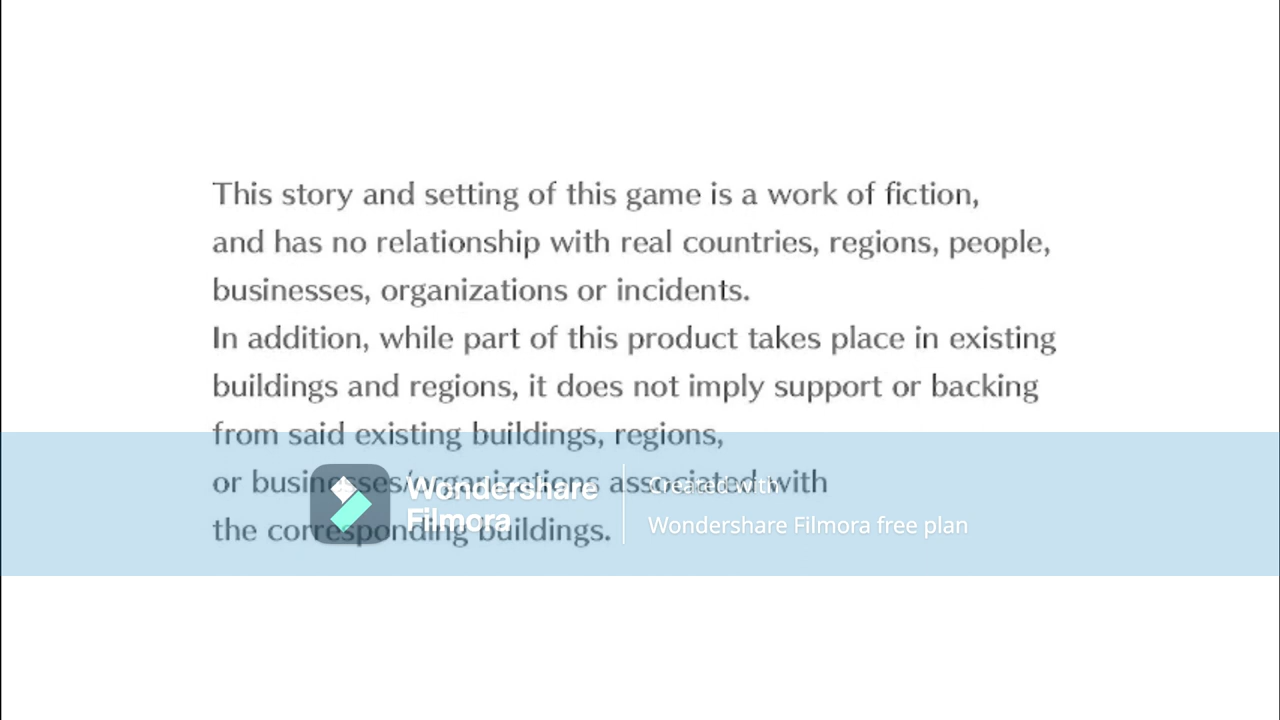 This story and setting of this game is a work of fiction,
and has no relationship with real countries, regions, people,
businesses, organizations or incidents.
In addition, while part of this product takes place in existing
buildings and regions, it does not imply support or backing
from said existing buildings, regions,
or businesses/organizations associated with
the corresponding buildings.
Wondershare
Filmora
Created with
Wondershare Filmora free plan